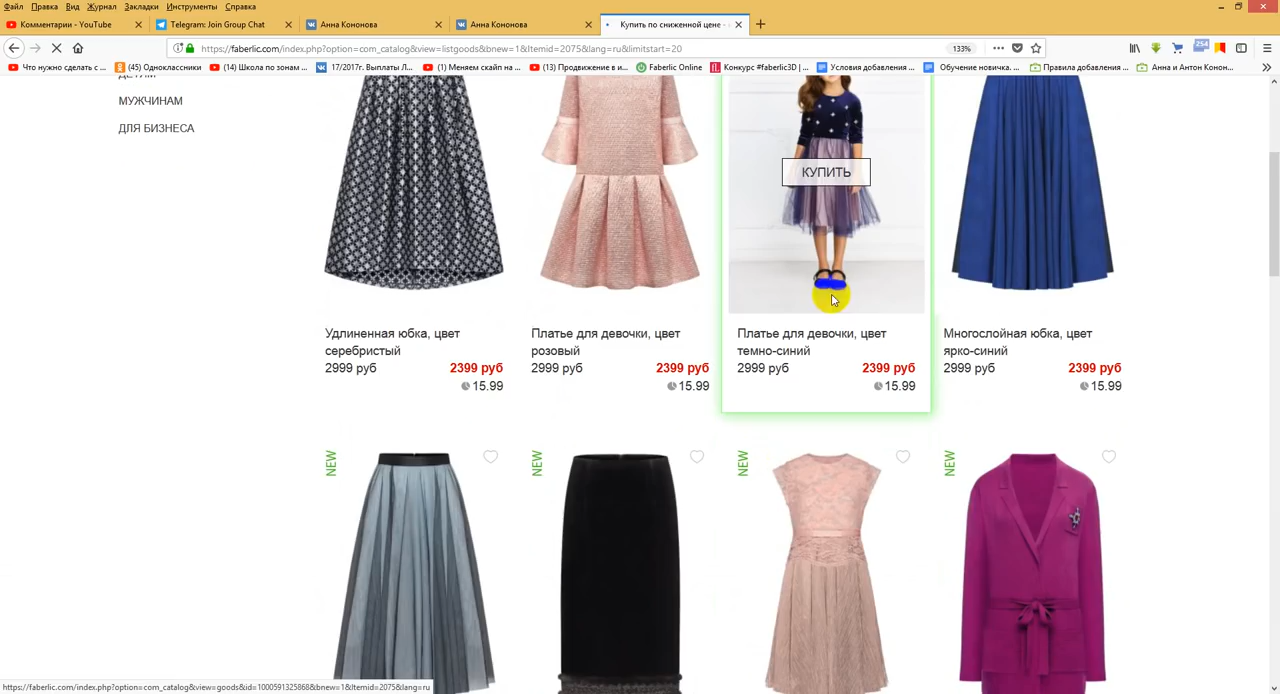 Файл Правка Вид Журнал Закладки Инструменты Справка
Комментарии - YouTube
Telegram: Join Group Chat
Анна Кононова
Анна Кононова
Купить по сниженной цене -
https://faberlic.com/index.php?option=com_catalog&view=listgoods&bnew=1&Itemid=2075&lang=ru&limitstart=20
133%
254
Что нужно сделать с ...
(45) Одноклассники
(14) Школа по зонам ...
17/2017г. Выплаты Л...
(1) Меняем скайп на ...
(13) Продвижение в и...
Faberlic Online
Конкурс #faberlic3D | ...
Условия добавления ...
Обучение новичка. ...
Правила добавления ...
Анна и Антон Конон...
ДЕТЯМ
МУЖЧИНАМ
ДЛЯ БИЗНЕСА
КУПИТЬ
Удлиненная юбка, цвет
серебристый
2999 руб 2399 руб
15.99
Платье для девочки, цвет
розовый
2999 руб 2399 руб
15.99
Платье для девочки, цвет
темно-синий
2999 руб 2399 руб
15.99
Многослойная юбка, цвет
ярко-синий
2999 руб 2399 руб
15.99
NEW
NEW
NEW
NEW
https://faberlic.com/index.php?option=com_catalog&view=goods&id=1000591325868&bnew=1&Itemid=2075&lang=ru